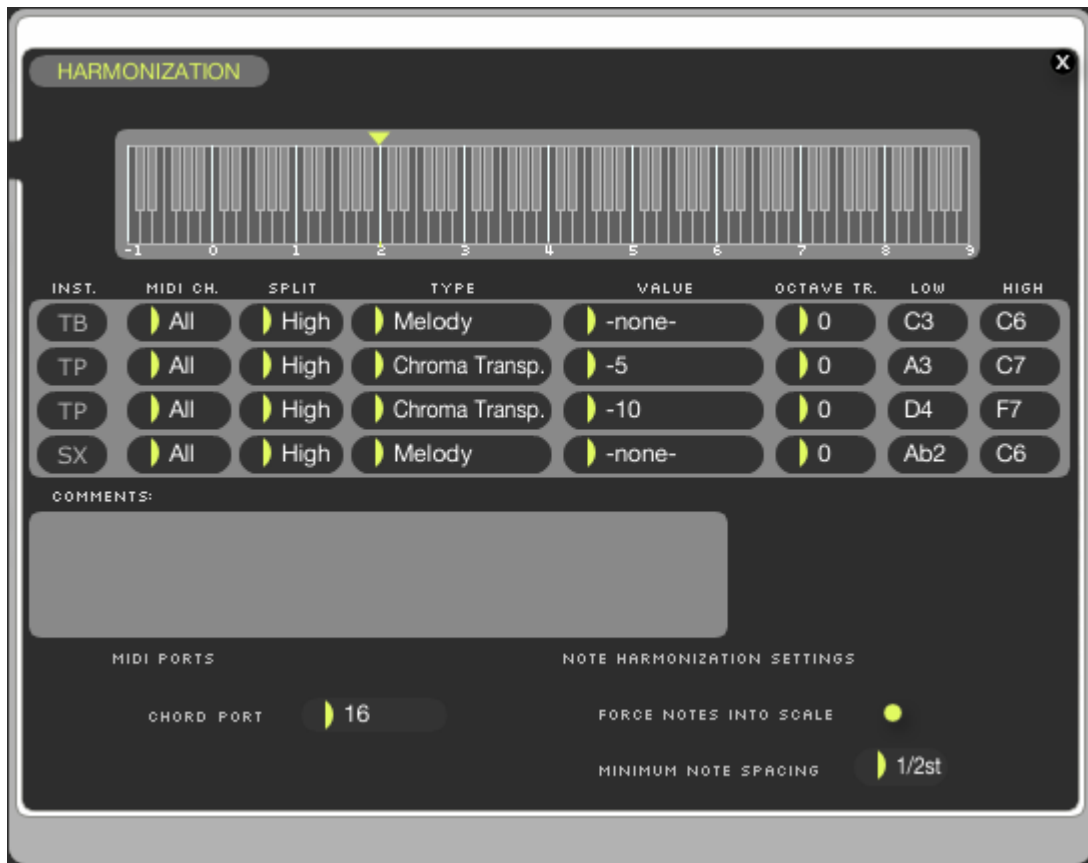 HARMONIZATION
X
-1 0 1 2 3 4 5 6 7 8 9
INST. MIDI CH. SPLIT TYPE VALUE OCTAVE TR. LOW HIGH
TB All High Melody -none- 0 C3 C6
TP All High Chroma Transp. -5 0 A3 C7
TP All High Chroma Transp. -10 0 D4 F7
SX All High Melody -none- 0 Ab2 C6
COMMENTS:
MIDI PORTS NOTE HARMONIZATION SETTINGS
CHORD PORT 16 FORCE NOTES INTO SCALE
MINIMUM NOTE SPACING 1/2st